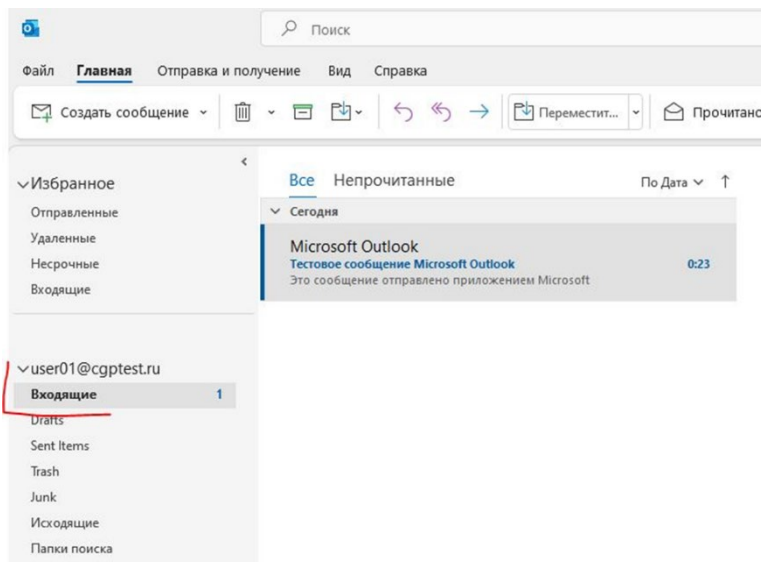 Поиск
Файл Главная Отправка и получение Вид Справка
Создать сообщение Переместит... Прочитано
Избранное
Отправленные
Удаленные
Несрочные
Входящие
user01@cgptest.ru
Входящие 1
Drafts
Sent Items
Trash
Junk
Исходящие
Папки поиска
Все Непрочитанные По Дата
Сегодня
Microsoft Outlook
Тестовое сообщение Microsoft Outlook 0:23
Это сообщение отправлено приложением Microsoft